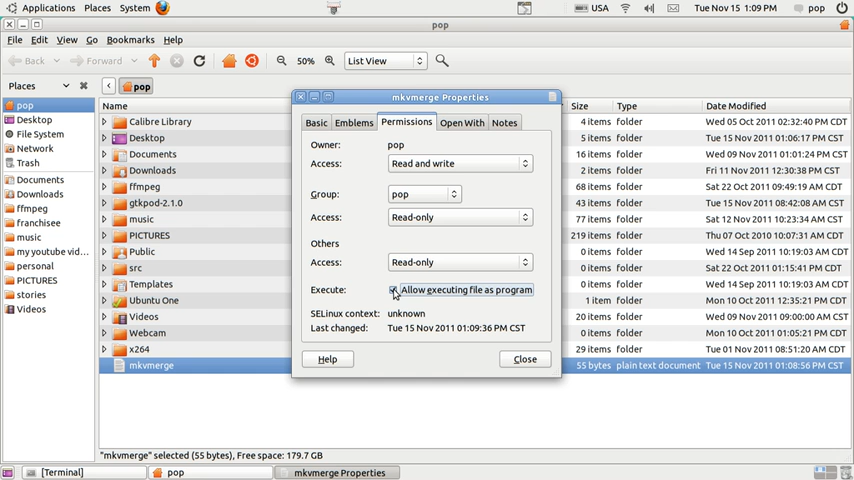 Applications Places System USA Tue Nov 15 1:09 PM pop
pop
File Edit View Go Bookmarks Help
Back Forward 50% List View
Places pop
Name Size Type Date Modified
pop
Desktop
File System
Network
Trash
Documents
Downloads
ffmpeg
franchisee
music
my youtube vid...
personal
PICTURES
stories
Videos
Calibre Library 4 items folder Wed 05 Oct 2011 02:32:40 PM CDT
Desktop 5 items folder Tue 15 Nov 2011 01:06:17 PM CST
Documents 16 items folder Wed 09 Nov 2011 01:01:24 PM CST
Downloads 2 items folder Fri 11 Nov 2011 12:30:38 PM CST
ffmpeg 68 items folder Sat 22 Oct 2011 09:49:19 AM CDT
gtkpod-2.1.0 43 items folder Tue 15 Nov 2011 08:42:08 AM CST
music 77 items folder Sat 12 Nov 2011 10:23:34 AM CST
PICTURES 219 items folder Thu 07 Oct 2010 10:07:31 AM CDT
Public 0 items folder Wed 14 Sep 2011 10:19:03 AM CDT
src 0 items folder
Templates 0 items folder Wed 14 Sep 2011 10:19:03 AM CDT
Ubuntu One 1 item folder Mon 10 Oct 2011 12:35:21 PM CDT
Videos 20 items folder Wed 09 Nov 2011 09:00:00 AM CST
Webcam 0 items folder Mon 10 Oct 2011 01:05:21 PM CDT
x264 29 items folder Tue 01 Nov 2011 08:51:20 AM CDT
mkvmerge 55 bytes plain text document Tue 15 Nov 2011 01:08:56 PM CST
mkvmerge Properties
Basic Emblems Permissions Open With Notes
Owner: pop
Access: Read and write
Group: pop
Access: Read-only
Others
Access: Read-only
Execute: Allow executing file as program
SELinux context: unknown
Last changed: Tue 15 Nov 2011 01:09:36 PM CST
Help Close
"mkvmerge" selected (55 bytes), Free space: 179.7 GB
[Terminal] pop mkvmerge Properties